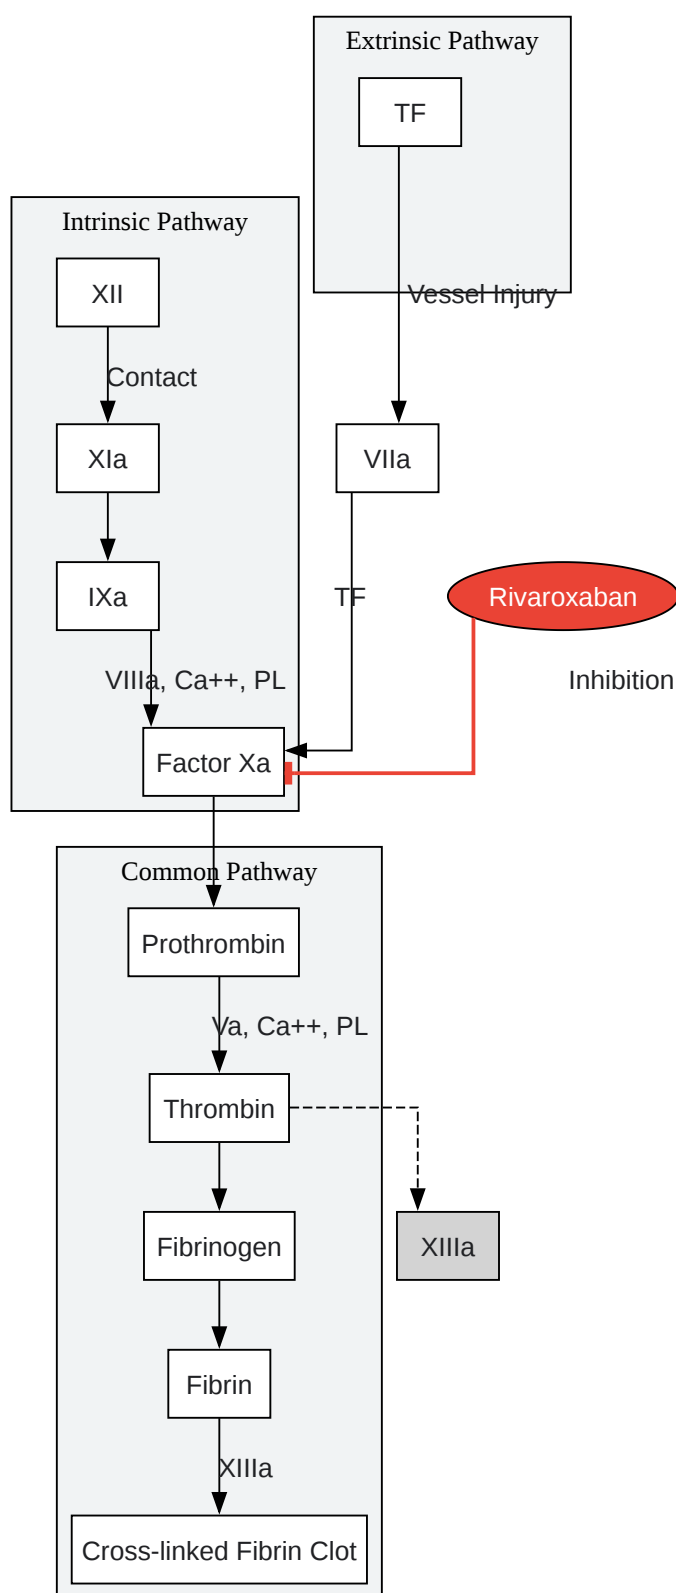 Extrinsic Pathway
TF
Intrinsic Pathway
XII
Vessel Injury
Contact
XIa
VIIa
IXa
TF
Rivaroxaban
VIIIa, Ca++, PL
Inhibition
Factor Xa
Common Pathway
Prothrombin
Va, Ca++, PL
Thrombin
Fibrinogen
XIIIa
Fibrin
XIIIa
Cross-linked Fibrin Clot